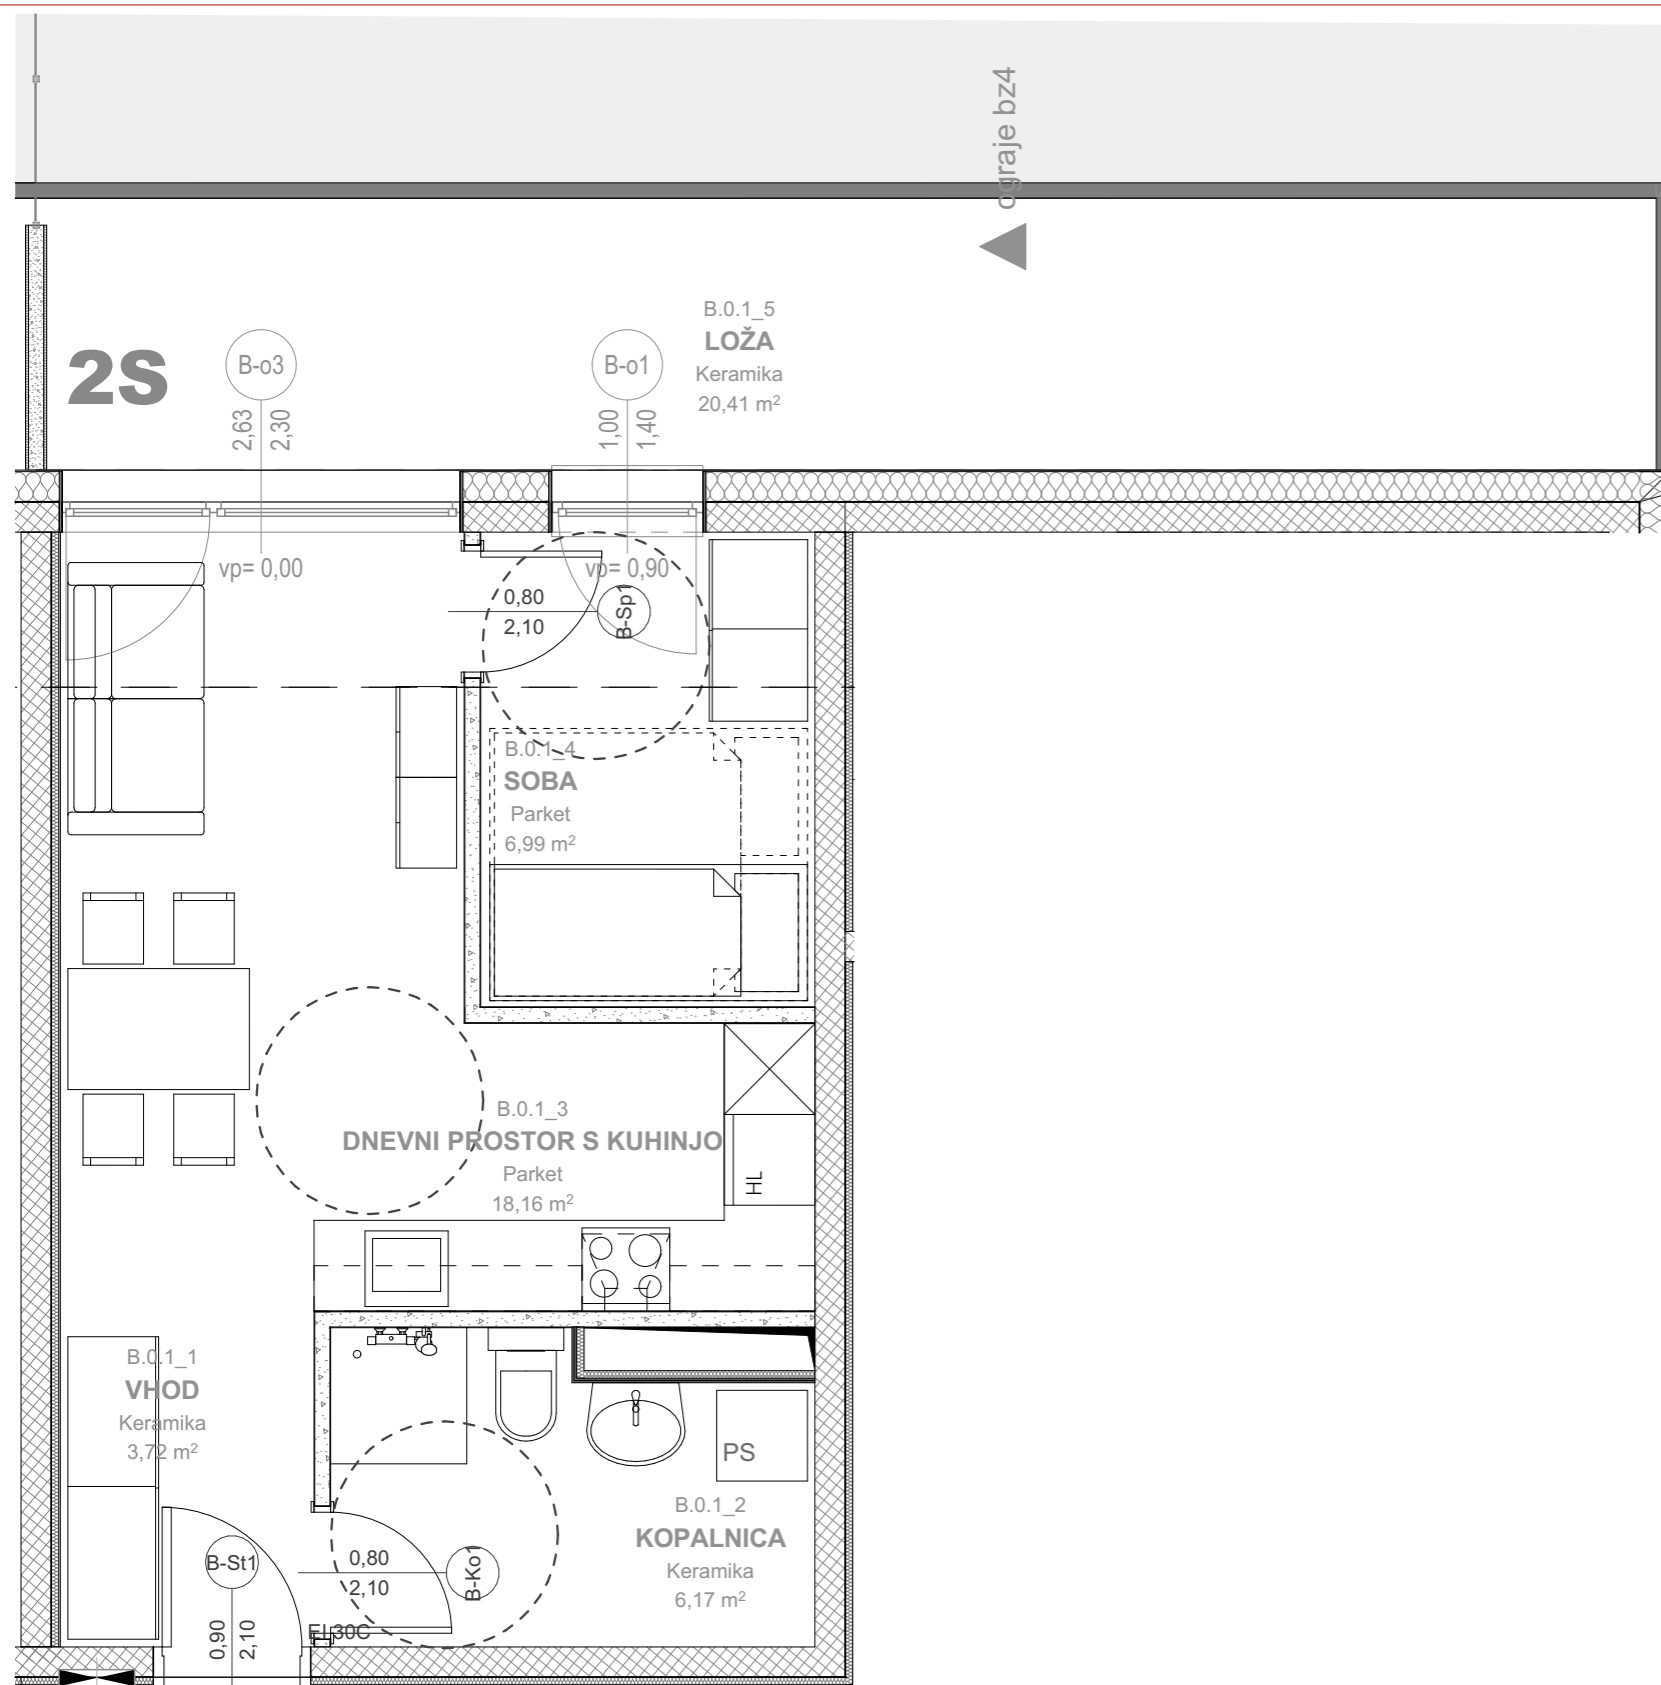 ograje bz4
B.0.1_5
LOŽA
Keramika
20,41 m²
2S
B-o3
2,63
2,30
vp= 0,00
B-o1
1,00
1,40
vp= 0,90
0,80
2,10
B-Sp1
B.0.1_4
SOBA
Parket
6,99 m²
B.0.1_3
DNEVNI PROSTOR S KUHINJO
Parket
18,16 m²
HL
B.0.1_1
VHOD
Keramika
3,72 m²
PS
B.0.1_2
KOPALNICA
Keramika
6,17 m²
B-St1
0,90
2,10
0,80
2,10
B-Ko1
EI 30C